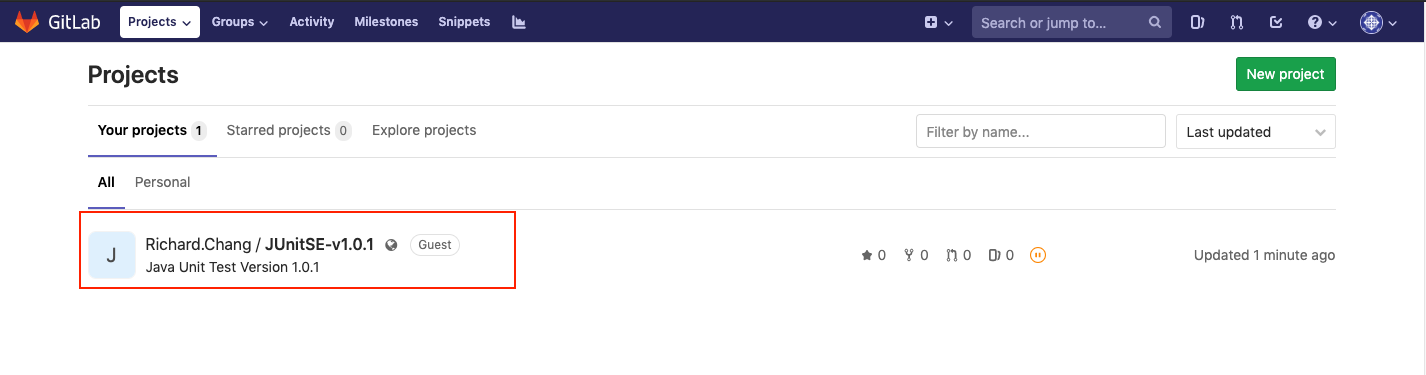 GitLab Projects Groups Activity Milestones Snippets Search or jump to...
Projects New project
Your projects 1 Starred projects 0 Explore projects Filter by name... Last updated
All Personal
J Richard.Chang / JUnitSE-v1.0.1 Guest 0 0 0 0 Updated 1 minute ago
Java Unit Test Version 1.0.1